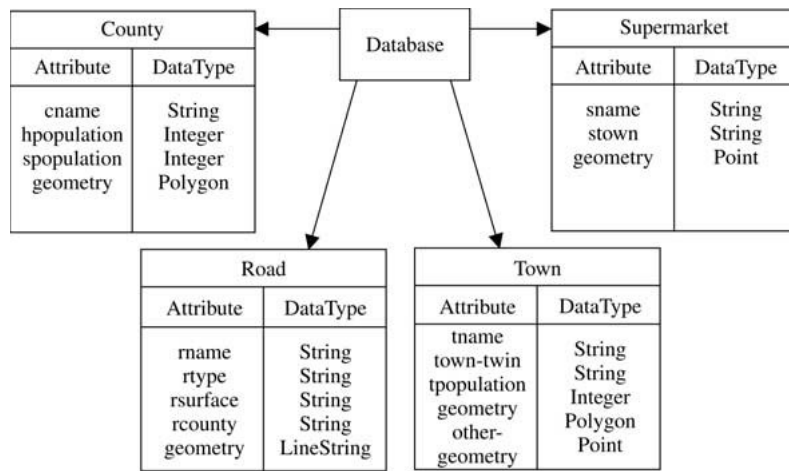 County
Attribute DataType
cname String
hpopulation Integer
spopulation Integer
geometry Polygon
Database
Supermarket
Attribute DataType
sname String
stown String
geometry Point
Road
Attribute DataType
rname String
rtype String
rsurface String
rcounty String
geometry LineString
Town
Attribute DataType
tname String
town-twin String
tpopulation Integer
geometry Polygon
other- Point
geometry